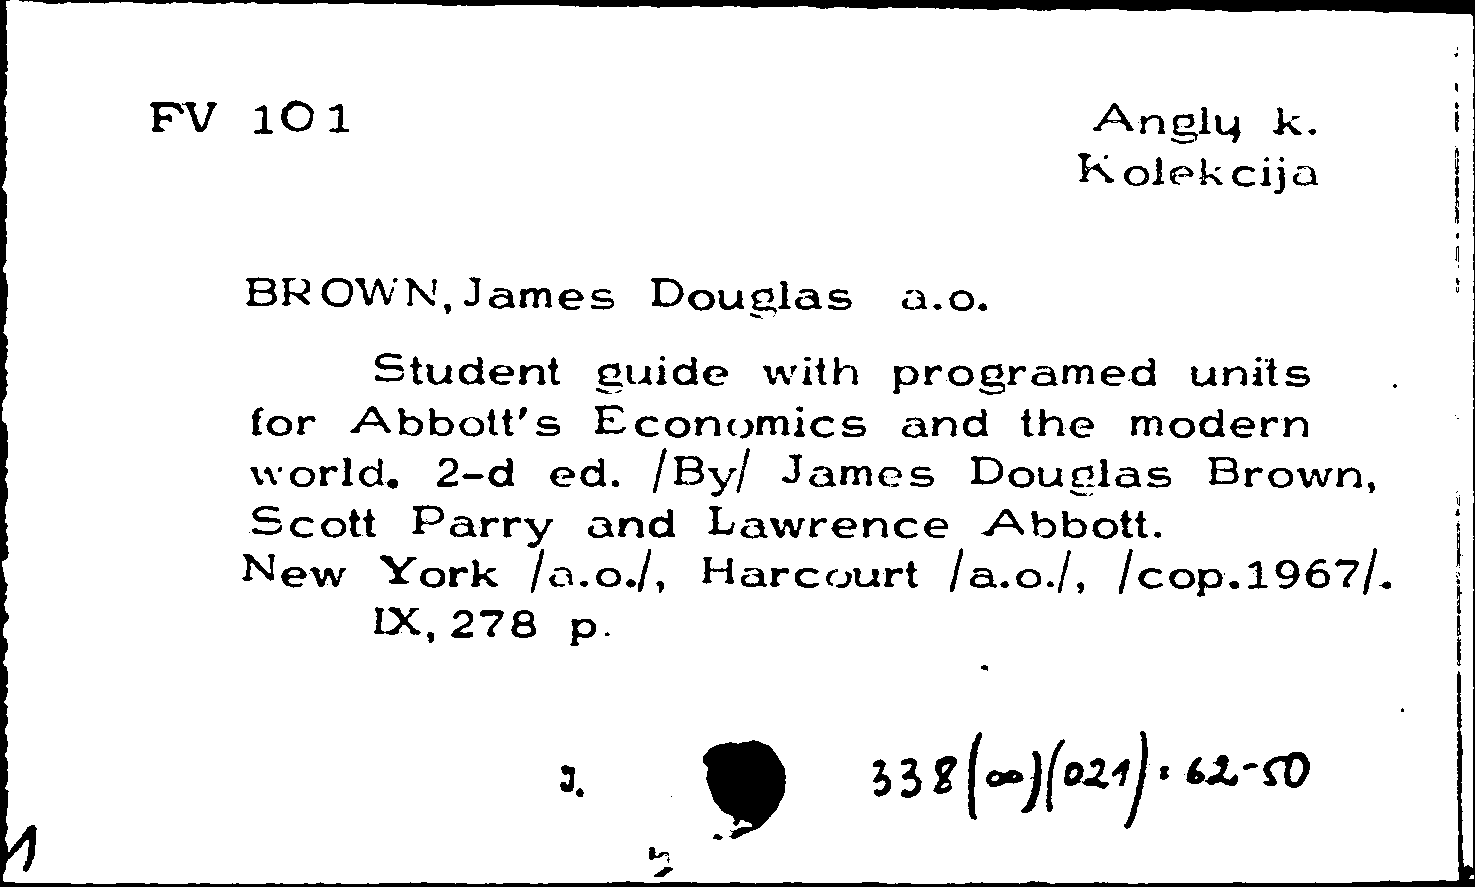 FV 101
Anglų k.
Kolekcija
BROWN, James Douglas a.o.
Student guide with programed units
for Abbott's Economics and the modern
world. 2-d ed. /By/ James Douglas Brown,
Scott Parry and Lawrence Abbott.
New York /a.o./, Harcourt /a.o./, /cop.1967/.
IX, 278 p.
338(∞)(021):62-50